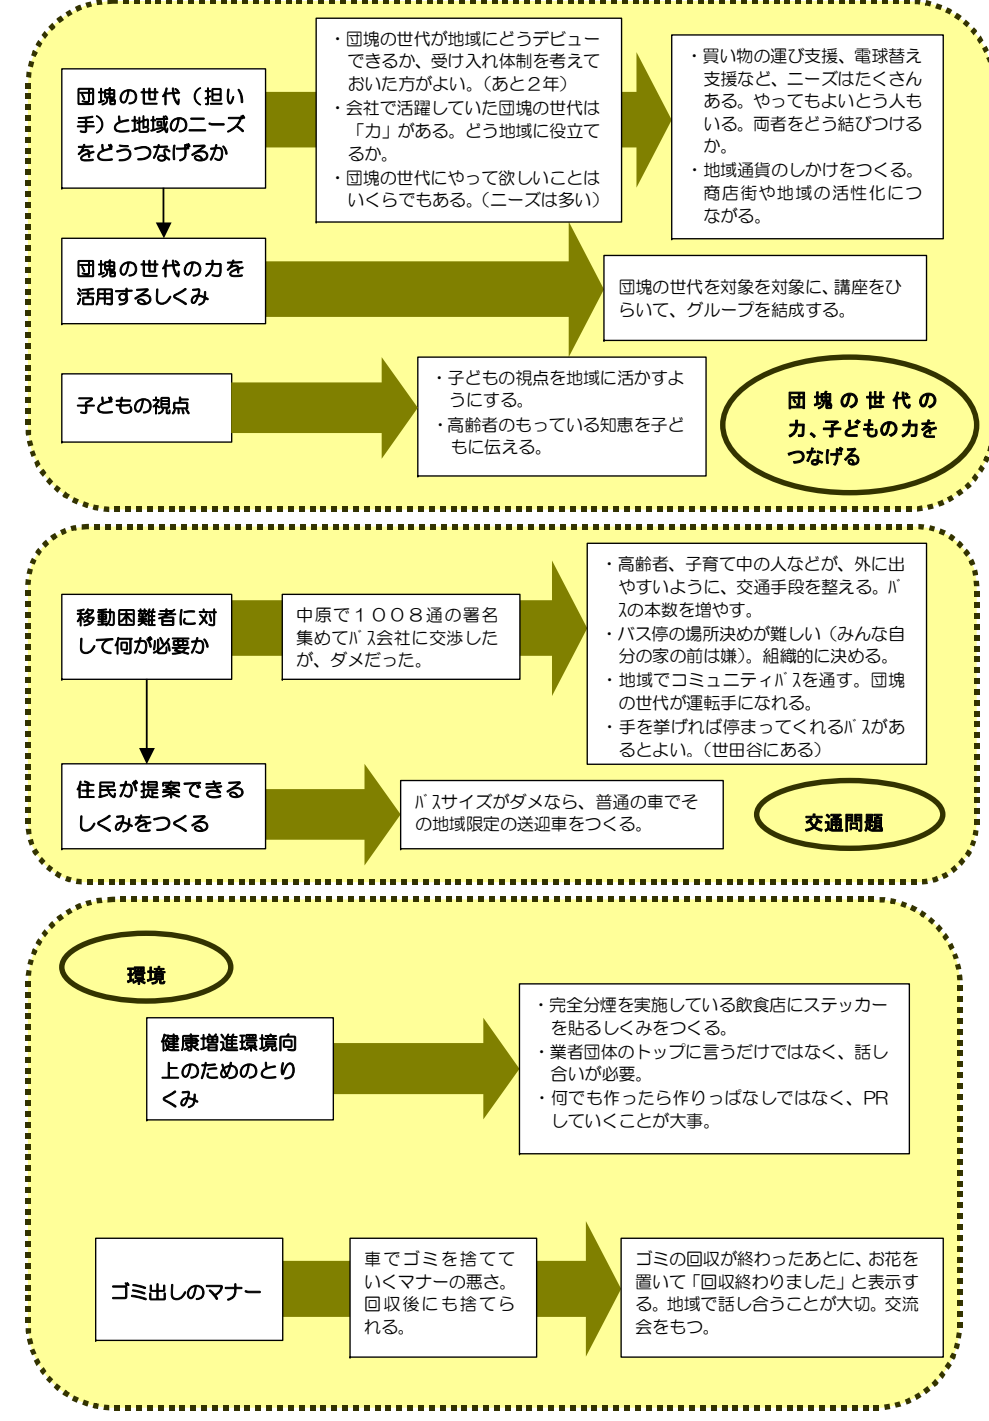 団塊の世代（担い
手）と地域のニーズ
をどうつなげるか
・団塊の世代が地域にどうデビュー
できるか、受け入れ体制を考えて
おいた方がよい。（あと２年）
・会社で活躍していた団塊の世代は
「力」がある。どう地域に役立て
るか。
・団塊の世代にやって欲しいことは
いくらでもある。（ニーズは多い）
・買い物の運び支援、電球替え
支援など、ニーズはたくさん
ある。やってもよいとう人も
いる。両者をどう結びつける
か。
・地域通貨のしかけをつくる。
商店街や地域の活性化につ
ながる。
団塊の世代の力を
活用するしくみ
団塊の世代を対象を対象に、講座をひ
らいて、グループを結成する。
子どもの視点
・子どもの視点を地域に活かすよ
うにする。
・高齢者のもっている知恵を子ど
もに伝える。
団塊の世代の
力、子どもの力を
つなげる
移動困難者に対
して何が必要か
中原で１００８通の署名
集めてﾊﾞｽ会社に交渉した
が、ダメだった。
・高齢者、子育て中の人などが、外に出
やすいように、交通手段を整える。ﾊﾞ
ｽの本数を増やす。
・バス停の場所決めが難しい（みんな自
分の家の前は嫌）。組織的に決める。
・地域でコミュニティﾊﾞｽを通す。団塊
の世代が運転手になれる。
・手を挙げれば停まってくれるﾊﾞｽがあ
るとよい。（世田谷にある）
住民が提案できる
しくみをつくる
ﾊﾞｽサイズがダメなら、普通の車でそ
の地域限定の送迎車をつくる。
交通問題
環境
健康増進環境向
上のためのとり
くみ
・完全分煙を実施している飲食店にステッカー
を貼るしくみをつくる。
・業者団体のトップに言うだけではなく、話し
合いが必要。
・何でも作ったら作りっぱなしではなく、PR
していくことが大事。
ゴミ出しのマナー
車でゴミを捨てて
いくマナーの悪さ。
回収後にも捨てら
れる。
ゴミの回収が終わったあとに、お花を
置いて「回収終わりました」と表示す
る。地域で話し合うことが大切。交流
会をもつ。